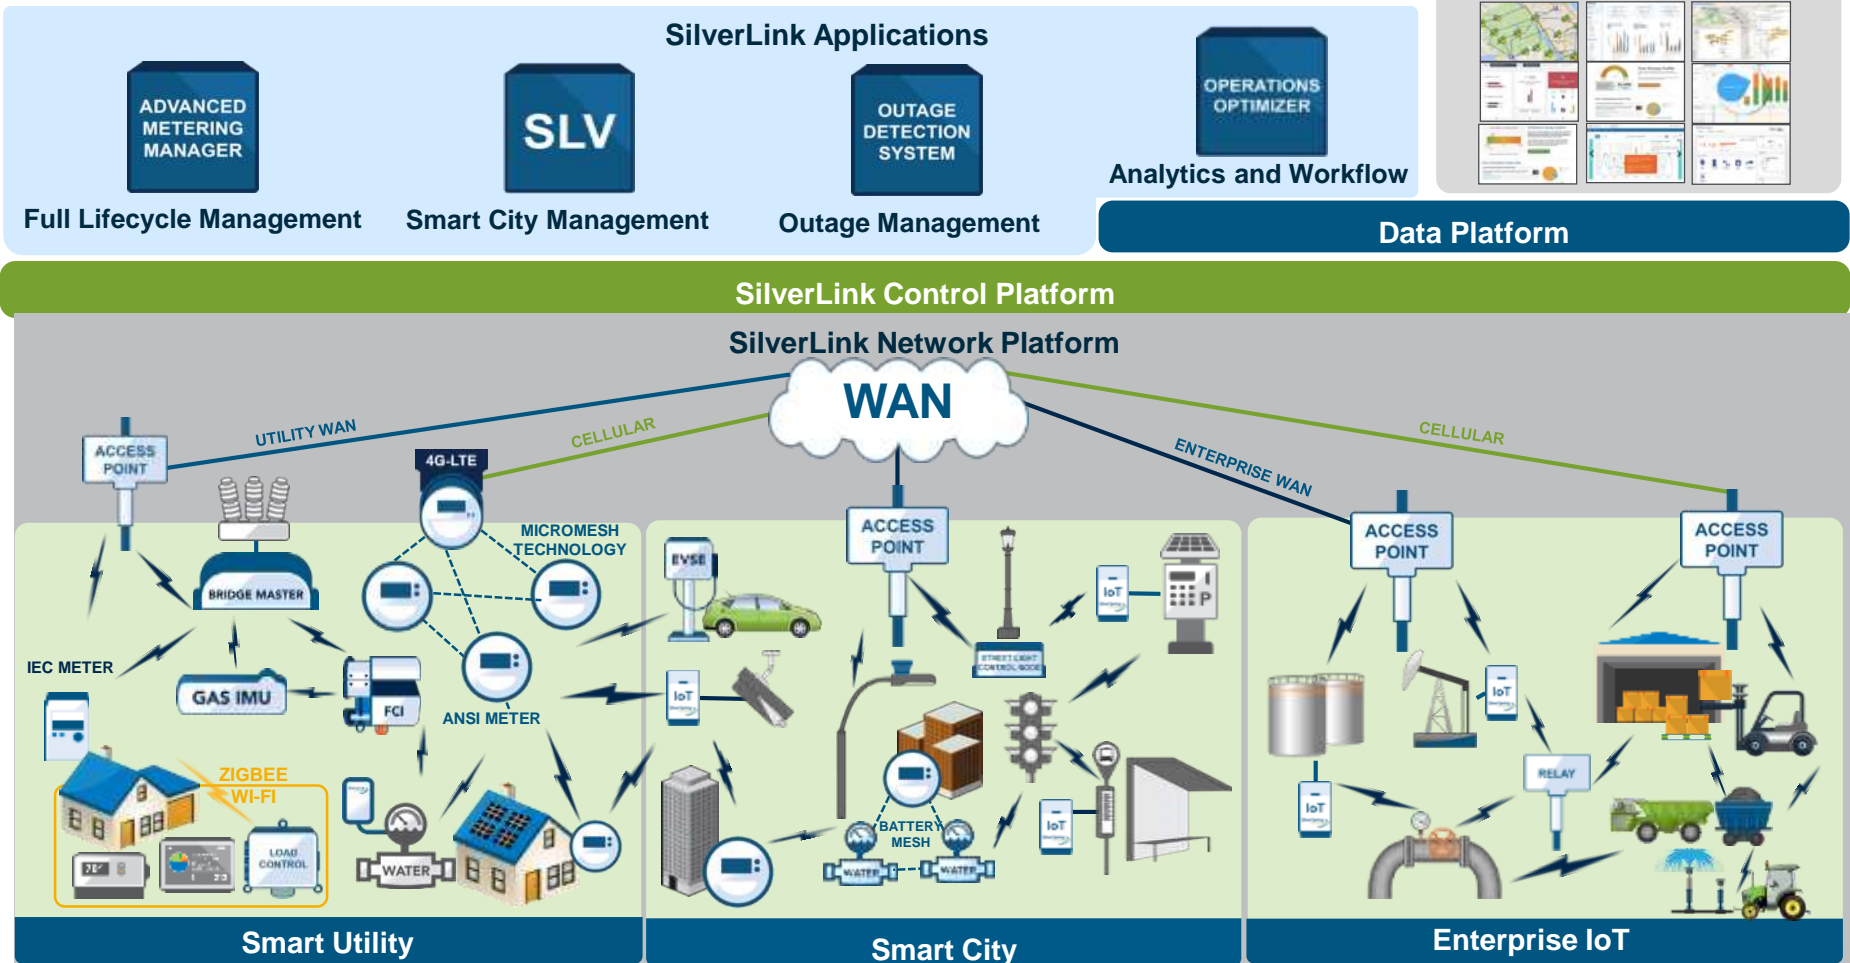 SilverLink Applications
ADVANCED
METERING
MANAGER
Full Lifecycle Management
SLV
Smart City Management
OUTAGE
DETECTION
SYSTEM
Outage Management
OPERATIONS
OPTIMIZER
Analytics and Workflow
Data Platform
SilverLink Control Platform
SilverLink Network Platform
WAN
UTILITY WAN
CELLULAR
ENTERPRISE WAN
CELLULAR
ACCESS
POINT
4G-LTE
MICROMESH
TECHNOLOGY
BRIDGE MASTER
IEC METER
GAS IMU
FCI
ANSI METER
ZIGBEE
WI-FI
LOAD
CONTROL
WATER
Smart Utility
ACCESS
POINT
EVSE
IoT
P
STREET LIGHT
CONTROL NODE
IoT
BATTERY
MESH
IoT
WATER
WATER
Smart City
ACCESS
POINT
ACCESS
POINT
IoT
RELAY
IoT
Enterprise IoT